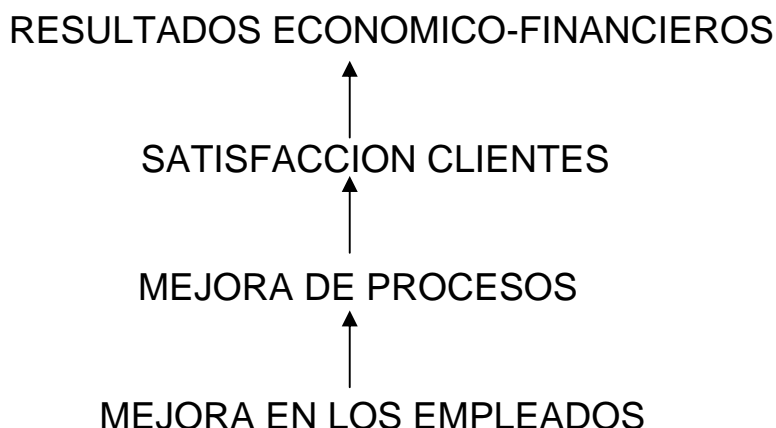 RESULTADOS ECONOMICO-FINANCIEROS
SATISFACCION CLIENTES
MEJORA DE PROCESOS
MEJORA EN LOS EMPLEADOS